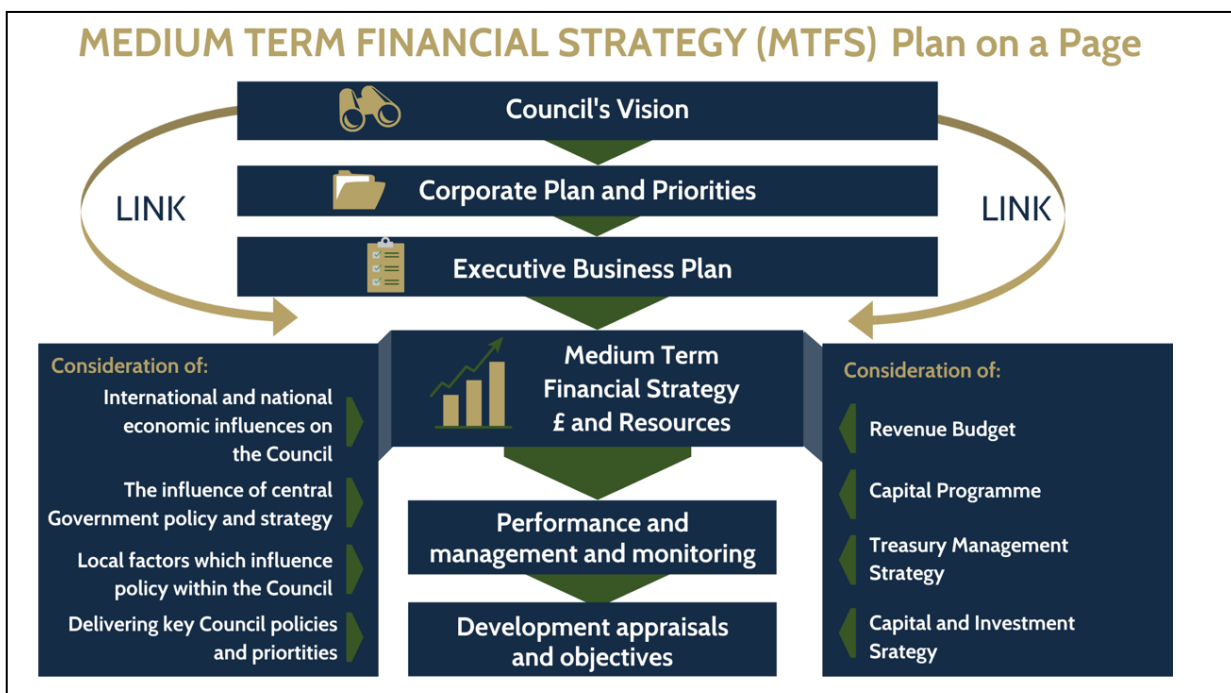 MEDIUM TERM FINANCIAL STRATEGY (MTFS) Plan on a Page
Council's Vision
LINK
LINK
Corporate Plan and Priorities
Executive Business Plan
Consideration of:
International and national
economic influences on
the Council
The influence of central
Government policy and strategy
Local factors which influence
policy within the Council
Delivering key Council policies
and priortities
Medium Term
Financial Strategy
£ and Resources
Performance and
management and monitoring
Development appraisals
and objectives
Consideration of:
Revenue Budget
Capital Programme
Treasury Management
Strategy
Capital and Investment
Srategy